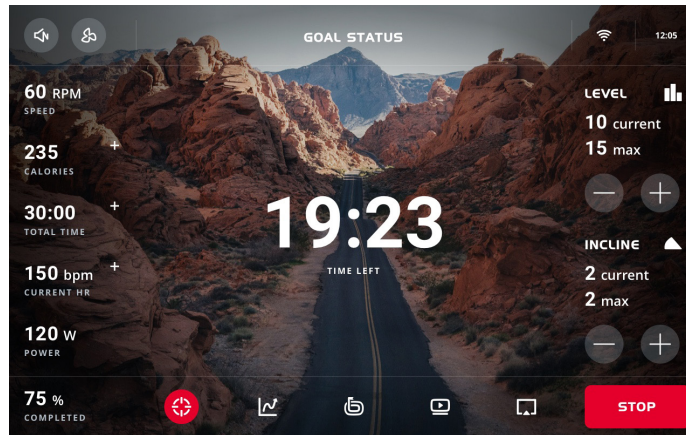 GOAL STATUS
12:05
60 RPM
SPEED
235
CALORIES
30:00
TOTAL TIME
150 bpm
CURRENT HR
120 W
POWER
75 %
COMPLETED
19:23
TIME LEFT
LEVEL
10 current
15 max
INCLINE
2 current
2 max
STOP